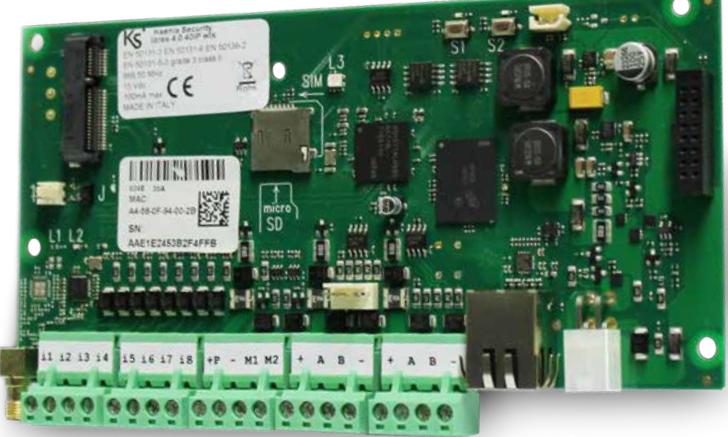 Ks
Ksenia Security
lares 4.0 40IP wls
EN 50131-3 EN 50131-6 EN 50136-2
EN 50131-5-3 grade 3 class II
868.50 MHz
15 Vdc
100mA max
CE
RoHS
MADE IN ITALY
S1 S2
L3
SIM
J
MAC:
A4-58-0F-94-00-2B
SN:
AAE1E2453B2F4FFB
micro
SD
L1 L2
i1 i2 i3 i4 i5 i6 i7 i8 +P - M1 M2 + A B - + A B -